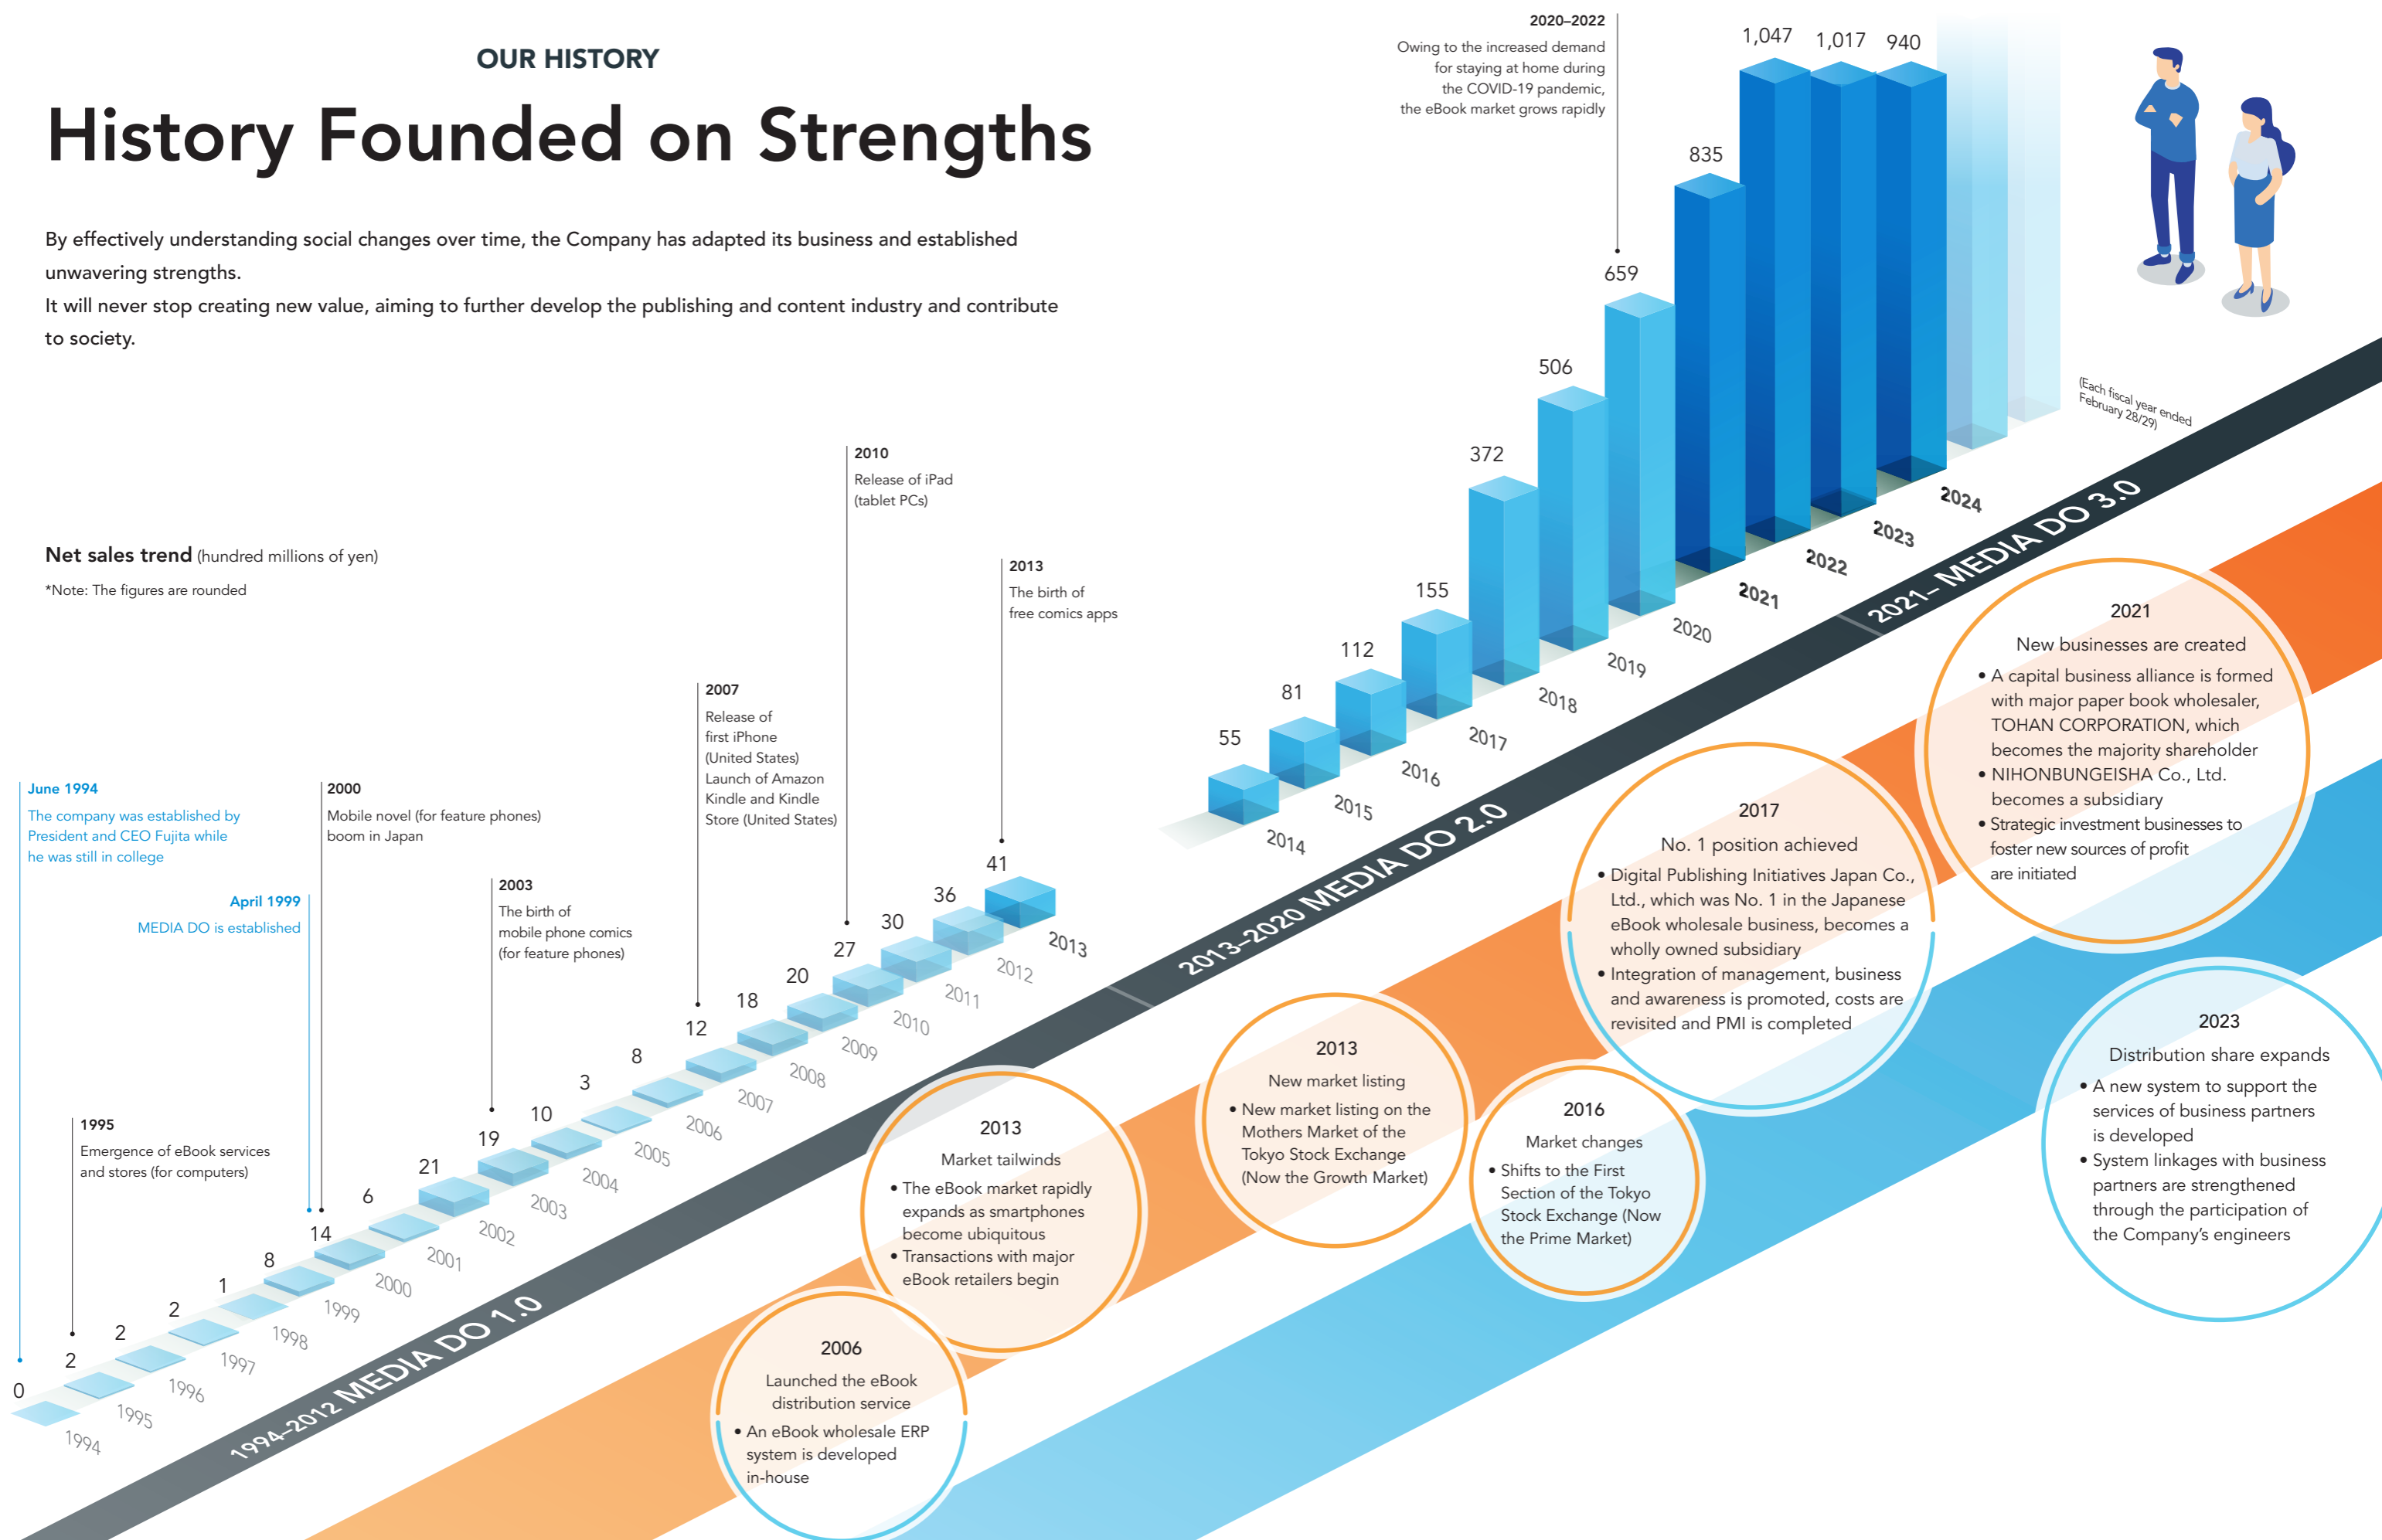 OUR HISTORY
History Founded on Strengths
By effectively understanding social changes over time, the Company has adapted its business and established
unwavering strengths.
It will never stop creating new value, aiming to further develop the publishing and content industry and contribute
to society.
Net sales trend (hundred millions of yen)
*Note: The figures are rounded
June 1994
The company was established by
President and CEO Fujita while
he was still in college
1995
Emergence of eBook services
and stores (for computers)
April 1999
MEDIA DO is established
2000
Mobile novel (for feature phones)
boom in Japan
2003
The birth of
mobile phone comics
(for feature phones)
2007
Release of
first iPhone
(United States)
Launch of Amazon
Kindle and Kindle
Store (United States)
2010
Release of iPad
(tablet PCs)
2013
The birth of
free comics apps
2020–2022
Owing to the increased demand
for staying at home during
the COVID-19 pandemic,
the eBook market grows rapidly
0
2
2
2
1
8
14
6
21
19
10
3
8
12
18
20
27
30
36
41
55
81
112
155
372
506
659
835
1,047
1,017
940
1994
1995
1996
1997
1998
1999
2000
2001
2002
2003
2004
2005
2006
2007
2008
2009
2010
2011
2012
2013
2014
2015
2016
2017
2018
2019
2020
2021
2022
2023
2024
(Each fiscal year ended
February 28/29)
1994–2012 MEDIA DO 1.0
2013–2020 MEDIA DO 2.0
2021– MEDIA DO 3.0
2006
Launched the eBook
distribution service
• An eBook wholesale ERP
system is developed
in-house
2013
Market tailwinds
• The eBook market rapidly
expands as smartphones
become ubiquitous
• Transactions with major
eBook retailers begin
2013
New market listing
• New market listing on the
Mothers Market of the
Tokyo Stock Exchange
(Now the Growth Market)
2016
Market changes
• Shifts to the First
Section of the Tokyo
Stock Exchange (Now
the Prime Market)
2017
No. 1 position achieved
• Digital Publishing Initiatives Japan Co.,
Ltd., which was No. 1 in the Japanese
eBook wholesale business, becomes a
wholly owned subsidiary
• Integration of management, business
and awareness is promoted, costs are
revisited and PMI is completed
2021
New businesses are created
• A capital business alliance is formed
with major paper book wholesaler,
TOHAN CORPORATION, which
becomes the majority shareholder
• NIHONBUNGEISHA Co., Ltd.
becomes a subsidiary
• Strategic investment businesses to
foster new sources of profit
are initiated
2023
Distribution share expands
• A new system to support the
services of business partners
is developed
• System linkages with business
partners are strengthened
through the participation of
the Company's engineers